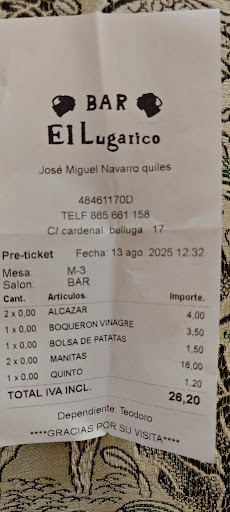 BAR
El Lugarico
José Miguel Navarro quiles
48461170D
TELF 865 661 158
C/ cardenal belluga 17
Pre-ticket Fecha: 13 ago 2025 12:32
Mesa: M-3
Salon: BAR
Cant. Artículos. Importe.
2 x 0,00 ALCAZAR 4,00
1 x 0,00 BOQUERON VINAGRE 3,50
1 x 0,00 BOLSA DE PATATAS 1,50
2 x 0,00 MANITAS 16,00
1 x 0,00 QUINTO 1,20
TOTAL IVA INCL. 26,20
Dependiente: Teodoro
****GRACIAS POR SU VISITA****